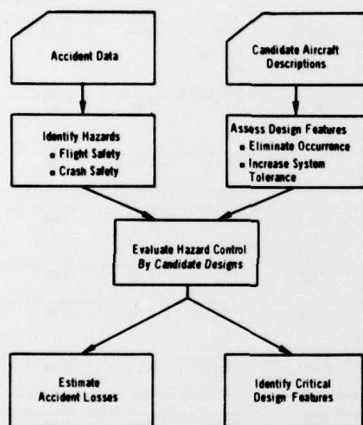 Accident Data
Candidate Aircraft
Descriptions
Identify Hazards
• Flight Safety
• Crash Safety
Assess Design Features
• Eliminate Occurrence
• Increase System
Tolerance
Evaluate Hazard Control
By Candidate Designs
Estimate
Accident Losses
Identify Critical
Design Features